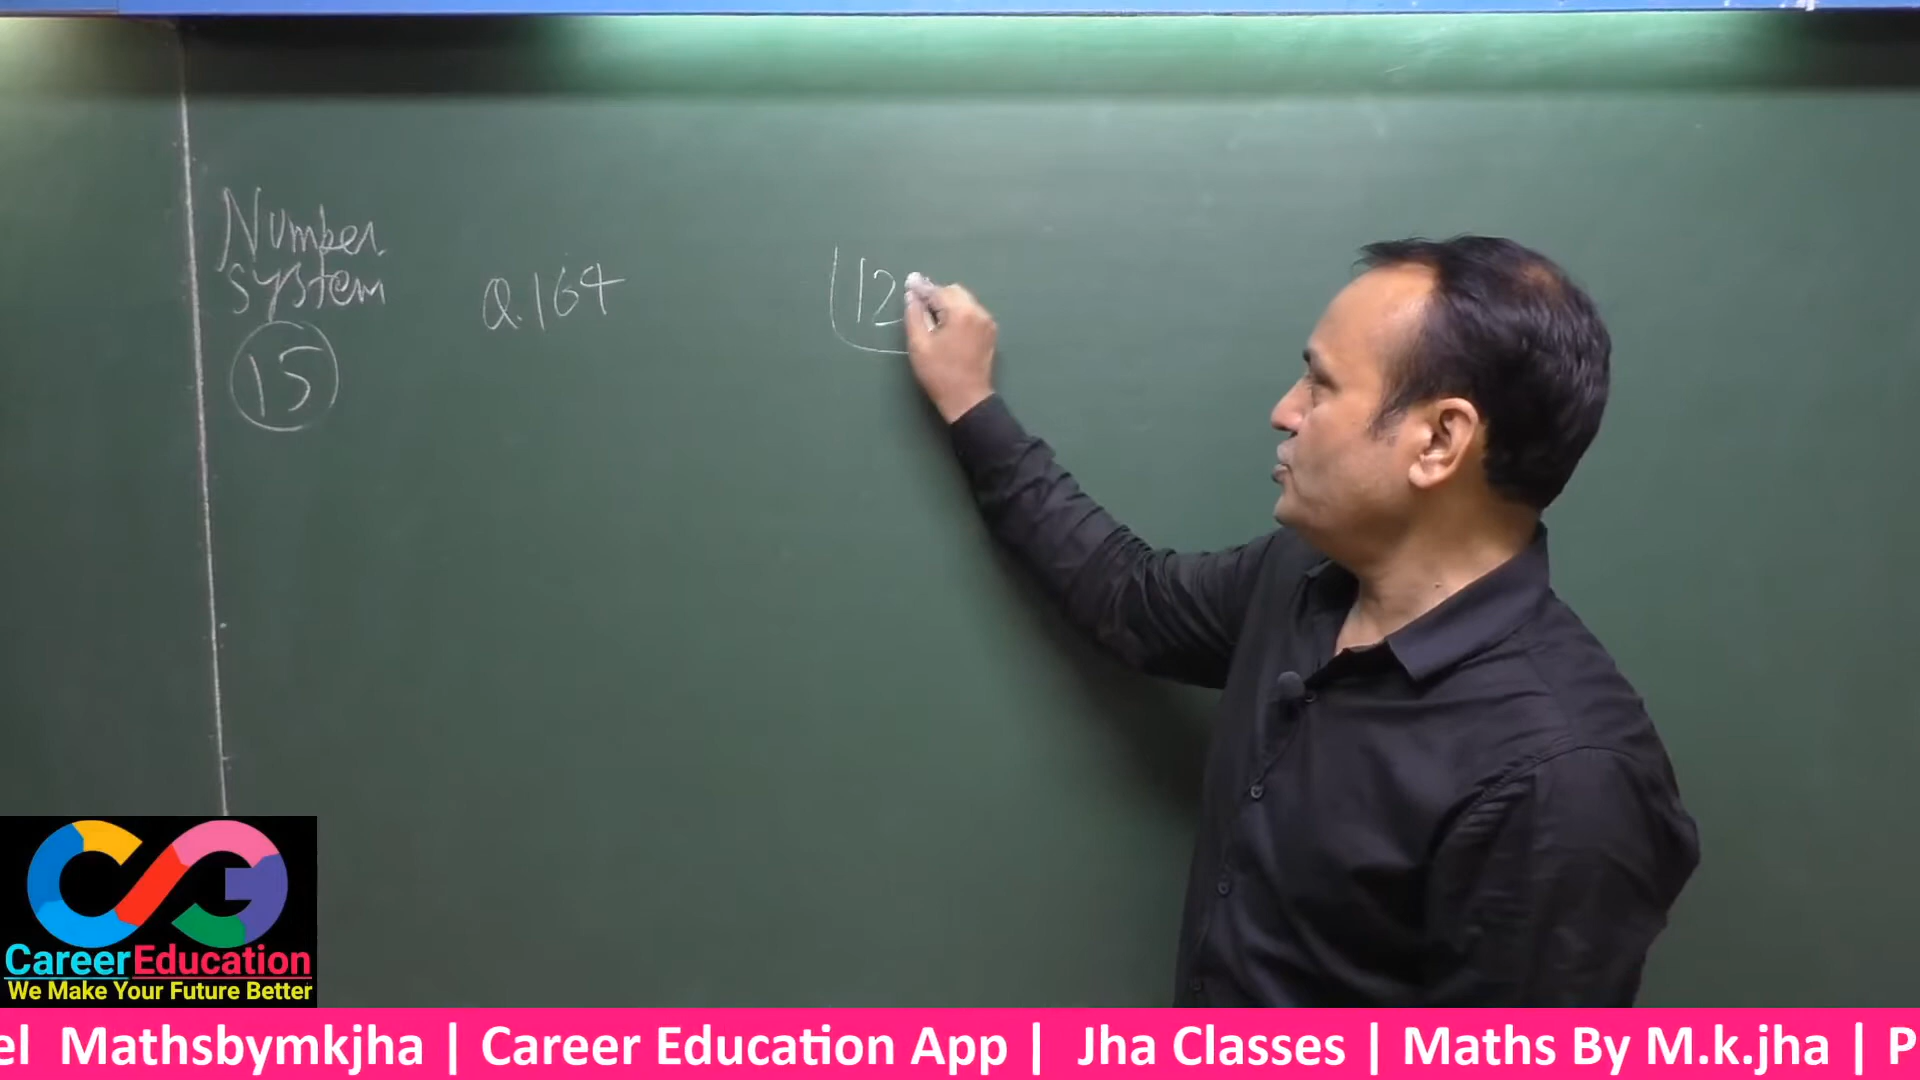 Number
System
15
Q.164
12
CareerEducation
We Make Your Future Better
el Mathsbymkjha | Career Education App | Jha Classes | Maths By M.k.jha | P